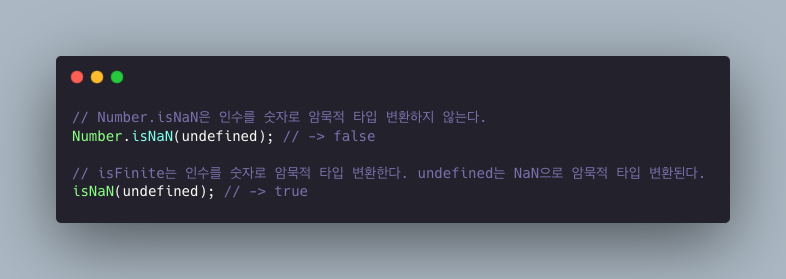 // Number.isNaN은 인수를 숫자로 암묵적 타입 변환하지 않는다.
Number.isNaN(undefined); // -> false
// isFinite는 인수를 숫자로 암묵적 타입 변환한다. undefined는 NaN으로 암묵적 타입 변환된다.
isNaN(undefined); // -> true